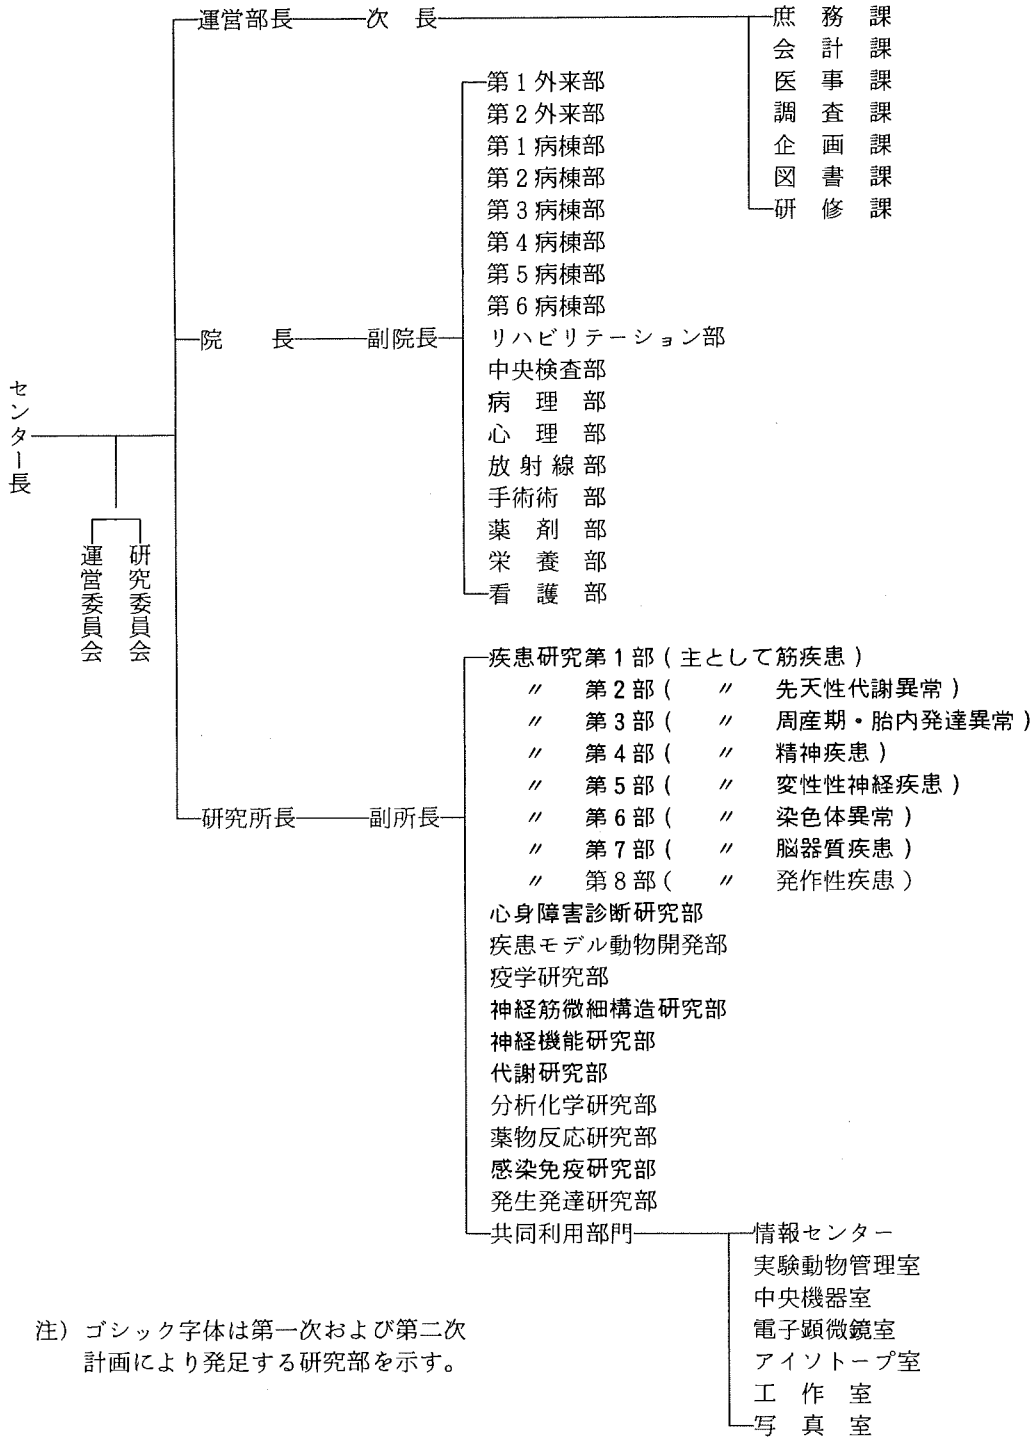 運営部長 次長
庶務課
会計課
医事課
調査課
企画課
図書課
研修課
第1外来部
第2外来部
第1病棟部
第2病棟部
第3病棟部
第4病棟部
第5病棟部
第6病棟部
院長 副院長 リハビリテーション部
中央検査部
病理部
心理部
放射線部
手術術部
薬剤部
栄養部
看護部
センター長
運営委員会
研究委員会
疾患研究第1部(主として筋疾患)
〃 第2部(〃 先天性代謝異常)
〃 第3部(〃 周産期・胎内発達異常)
〃 第4部(〃 精神疾患)
〃 第5部(〃 変性性神経疾患)
研究所長 副所長 〃 第6部(〃 染色体異常)
〃 第7部(〃 脳器質疾患)
〃 第8部(〃 発作性疾患)
心身障害診断研究部
疾患モデル動物開発部
疫学研究部
神経筋微細構造研究部
神経機能研究部
代謝研究部
分析化学研究部
薬物反応研究部
感染免疫研究部
発生発達研究部
共同利用部門 情報センター
実験動物管理室
中央機器室
電子顕微鏡室
アイソトープ室
工作室
写真室
注) ゴシック字体は第一次および第二次
計画により発足する研究部を示す。